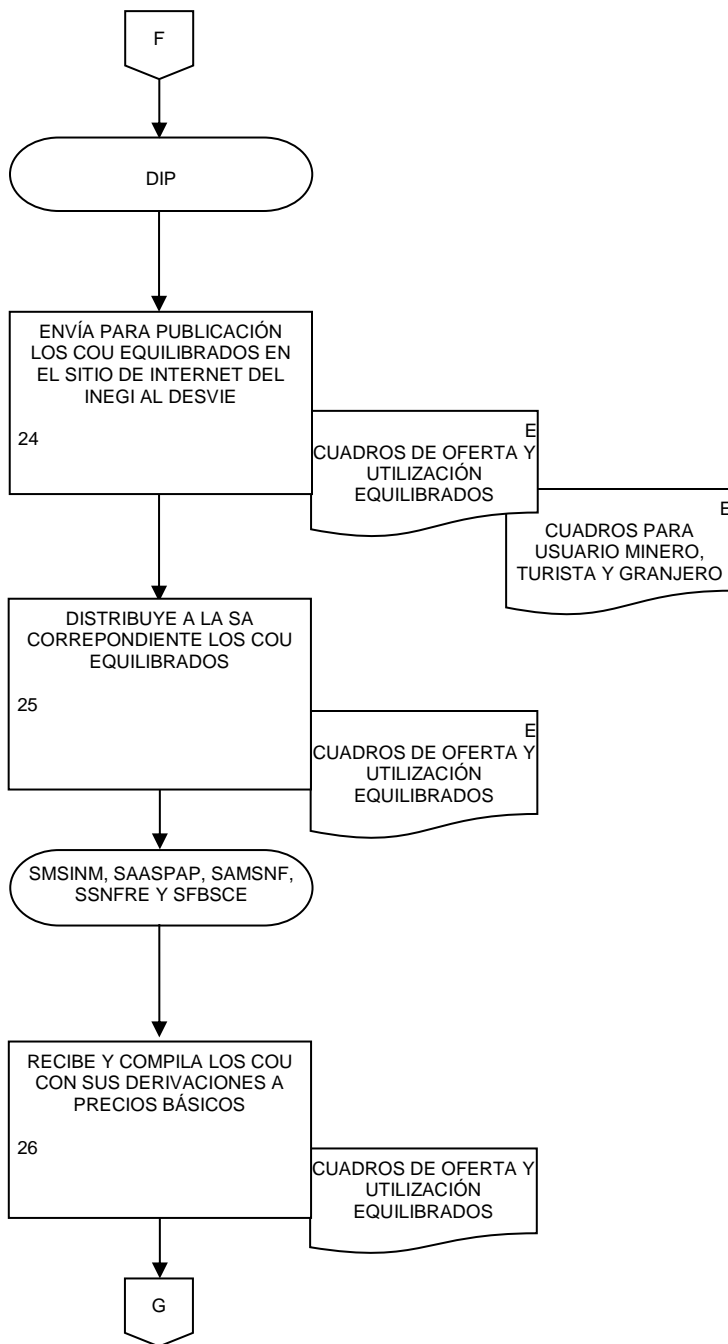 F
DIP
ENVÍA PARA PUBLICACIÓN
LOS COU EQUILIBRADOS EN
EL SITIO DE INTERNET DEL
INEGI AL DESVIE
24
E
CUADROS DE OFERTA Y
UTILIZACIÓN
EQUILIBRADOS
E
CUADROS PARA
USUARIO MINERO,
TURISTA Y GRANJERO
DISTRIBUYE A LA SA
CORREPONDIENTE LOS COU
EQUILIBRADOS
25
E
CUADROS DE OFERTA Y
UTILIZACIÓN
EQUILIBRADOS
SMSINM, SAASPAP, SAMSNF,
SSNFRE Y SFBSCE
RECIBE Y COMPILA LOS COU
CON SUS DERIVACIONES A
PRECIOS BÁSICOS
26
CUADROS DE OFERTA Y
UTILIZACIÓN
EQUILIBRADOS
G